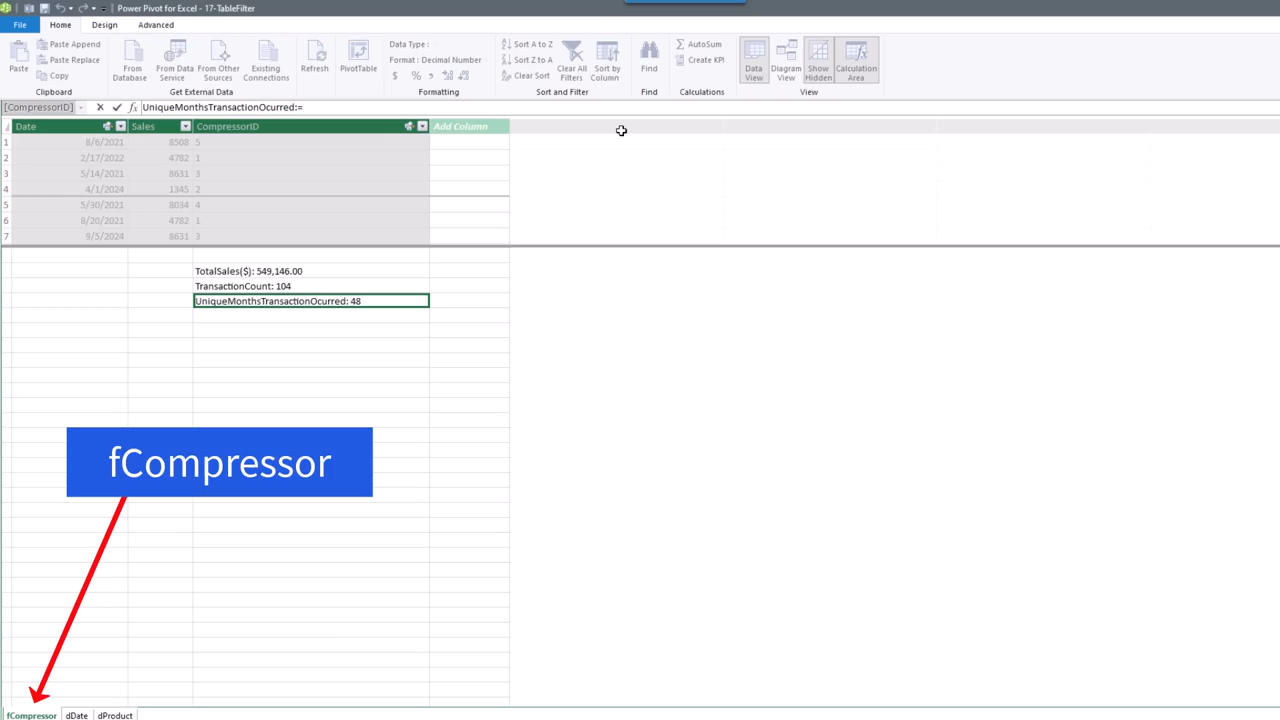 Power Pivot for Excel - 17-TableFilter
File Home Design Advanced
Paste Paste Append Paste Replace Copy
Clipboard
From Database From Data Service From Other Sources Existing Connections
Get External Data
Refresh
PivotTable
Data Type :
Format : Decimal Number
$ % , .00 .00
Formatting
Sort A to Z Sort Z to A Clear Sort Clear All Filters Sort by Column
Sort and Filter
Find
Find
AutoSum Create KPI
Calculations
Data View Diagram View Show Hidden Calculation Area
View
[CompressorID] fx UniqueMonthsTransactionOcurred:=
Date Sales CompressorID Add Column
1 8/6/2021 8508 5
2 2/17/2022 4782 1
3 5/14/2021 8631 3
4 4/1/2024 1345 2
5 5/30/2021 8034 4
6 8/20/2021 4782 1
7 9/5/2024 8631 3
TotalSales($): 549,146.00
TransactionCount: 104
UniqueMonthsTransactionOcurred: 48
fCompressor
fCompressor dDate dProduct